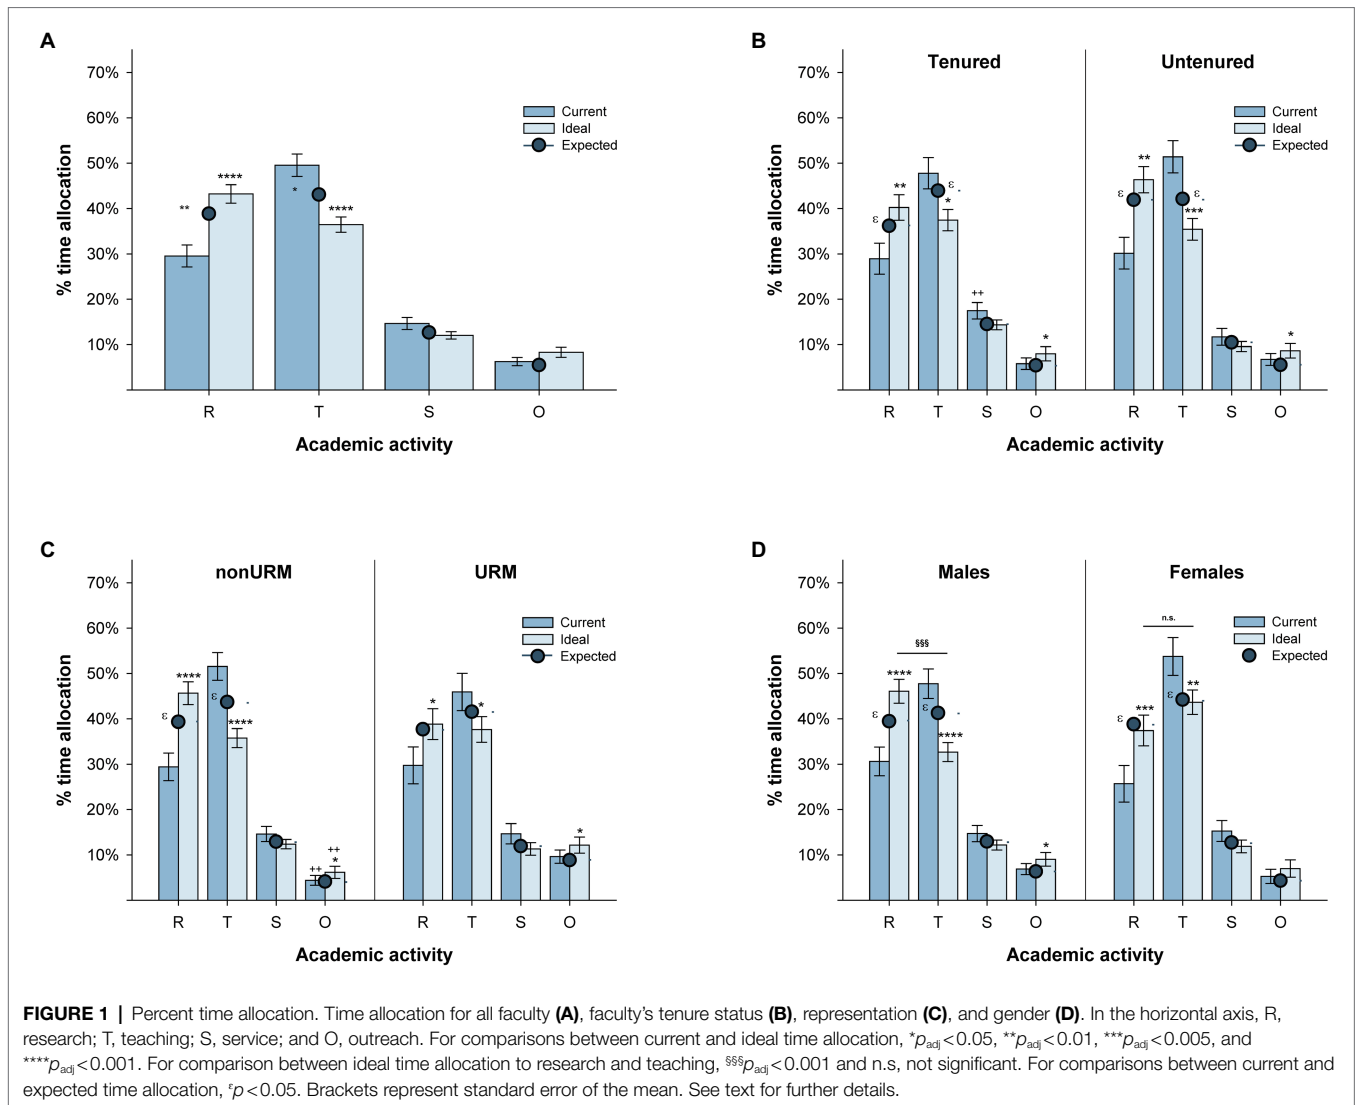 A
70%
60%
50%
40%
30%
20%
10%
% time allocation
Current
Ideal
Expected
**
****
*
****
R T S O
Academic activity
B
Tenured Untenured
70%
60%
50%
40%
30%
20%
10%
% time allocation
Current
Ideal
Expected
ε ** ε * ++ *
ε ** ε *** *
R T S O R T S O
Academic activity
C
nonURM URM
70%
60%
50%
40%
30%
20%
10%
% time allocation
Current
Ideal
Expected
ε **** ε **** ++ ++ *
* * *
R T S O R T S O
Academic activity
D
Males Females
70%
60%
50%
40%
30%
20%
10%
% time allocation
Current
Ideal
Expected
§§§ n.s.
ε **** ε **** *
ε *** ε **
R T S O R T S O
Academic activity
FIGURE 1 | Percent time allocation. Time allocation for all faculty (A), faculty's tenure status (B), representation (C), and gender (D). In the horizontal axis, R,
research; T, teaching; S, service; and O, outreach. For comparisons between current and ideal time allocation, *padj<0.05, **padj<0.01, ***padj<0.005, and
****padj<0.001. For comparison between ideal time allocation to research and teaching, §§§padj<0.001 and n.s, not significant. For comparisons between current and
expected time allocation, εp<0.05. Brackets represent standard error of the mean. See text for further details.